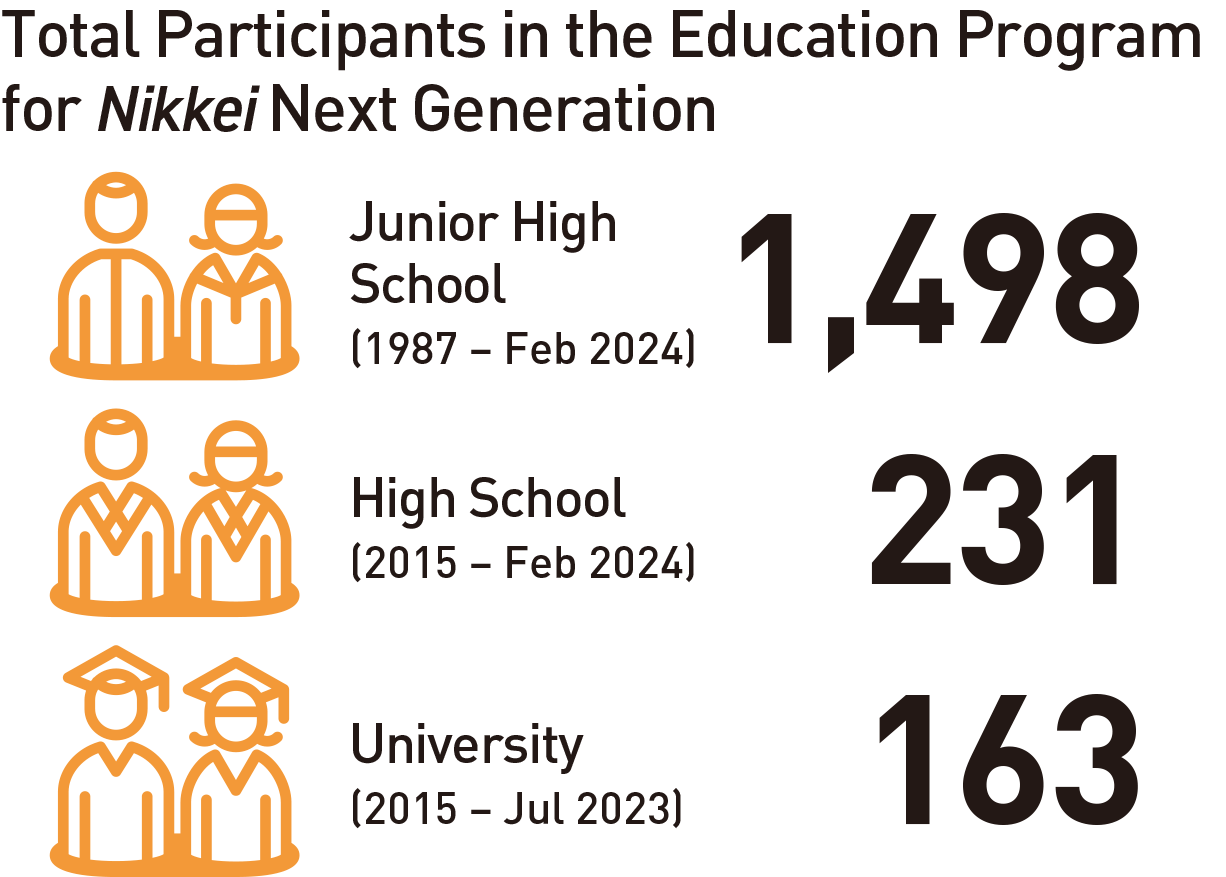 Total Participants in the Education Program
for Nikkei Next Generation
Junior High
School
(1987 – Feb 2024)
1,498
High School
(2015 – Feb 2024)
231
University
(2015 – Jul 2023)
163